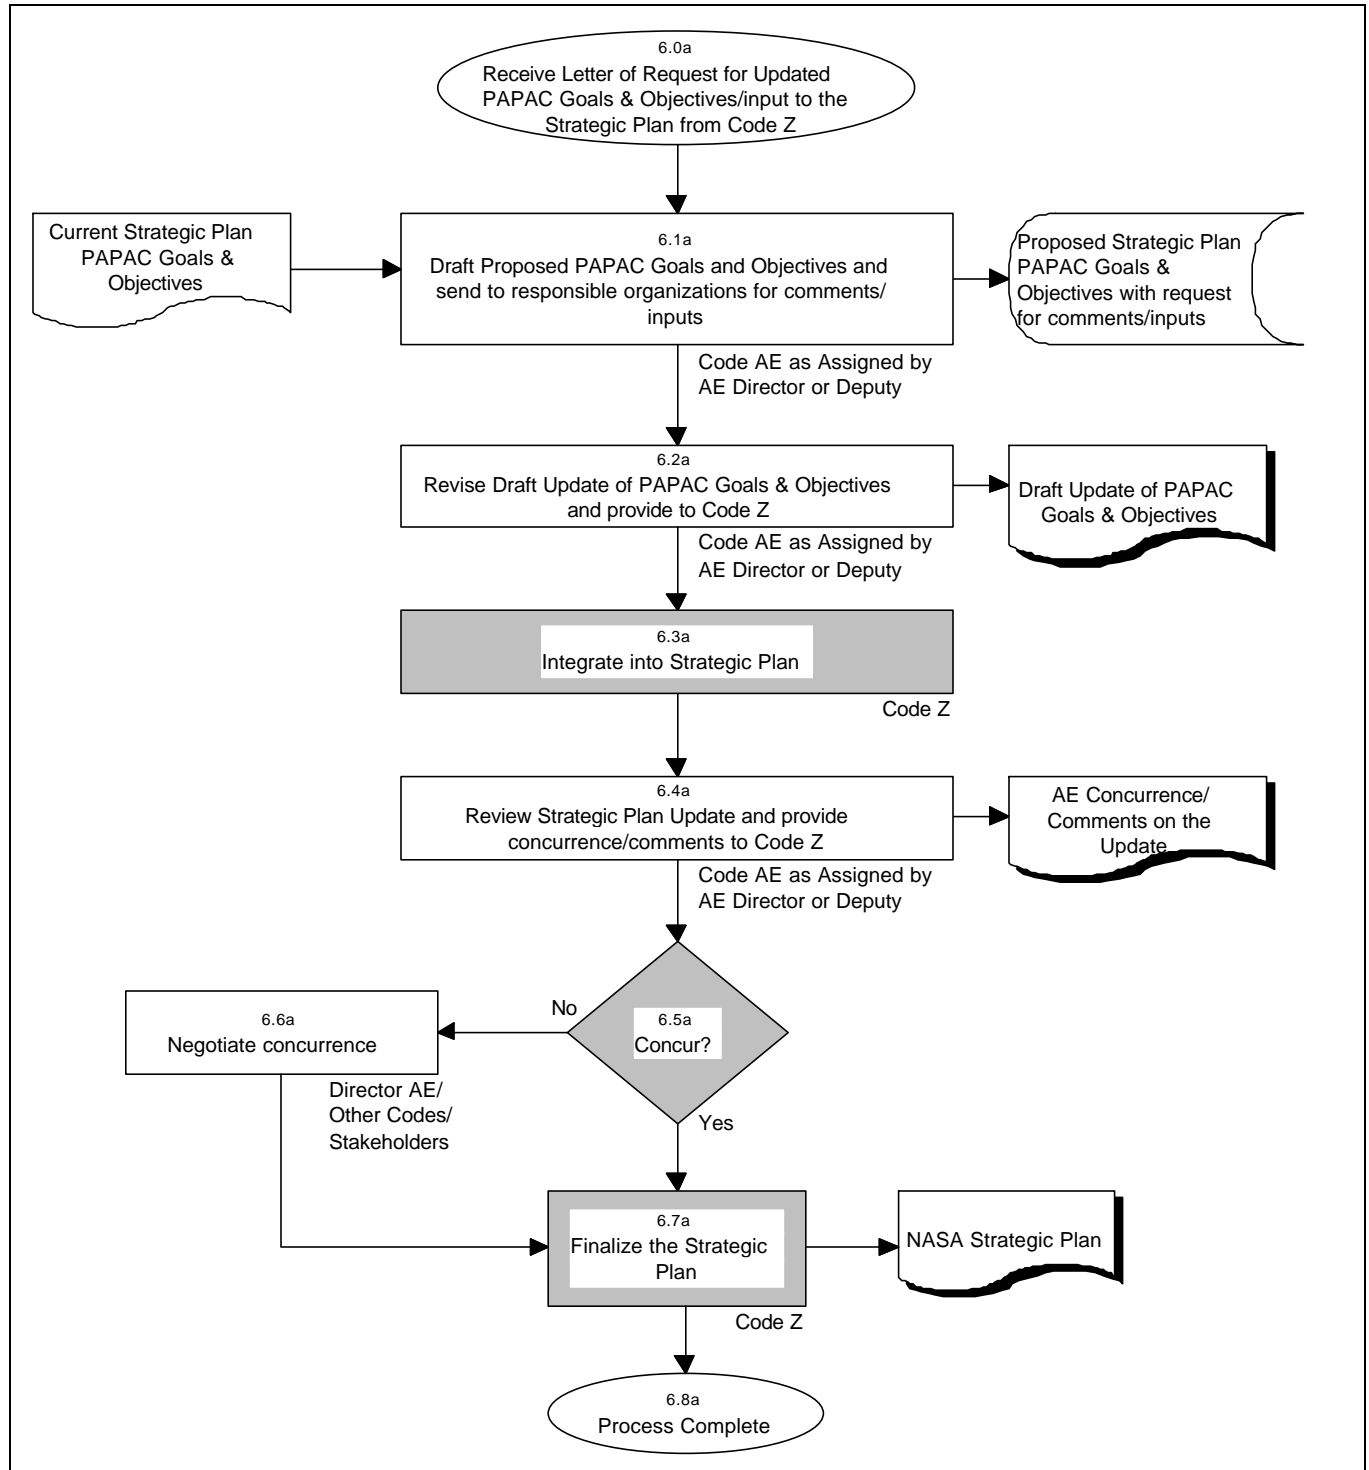 6.0a
Receive Letter of Request for Updated
PAPAC Goals & Objectives/input to the
Strategic Plan from Code Z
Current Strategic Plan
PAPAC Goals &
Objectives
6.1a
Draft Proposed PAPAC Goals and Objectives and
send to responsible organizations for comments/
inputs
Proposed Strategic Plan
PAPAC Goals &
Objectives with request
for comments/inputs
Code AE as Assigned by
AE Director or Deputy
6.2a
Revise Draft Update of PAPAC Goals & Objectives
and provide to Code Z
Draft Update of PAPAC
Goals & Objectives
Code AE as Assigned by
AE Director or Deputy
6.3a
Integrate into Strategic Plan
Code Z
6.4a
Review Strategic Plan Update and provide
concurrence/comments to Code Z
AE Concurrence/
Comments on the
Update
Code AE as Assigned by
AE Director or Deputy
No
6.5a
Concur?
6.6a
Negotiate concurrence
Director AE/
Other Codes/
Stakeholders
Yes
6.7a
Finalize the Strategic
Plan
NASA Strategic Plan
Code Z
6.8a
Process Complete